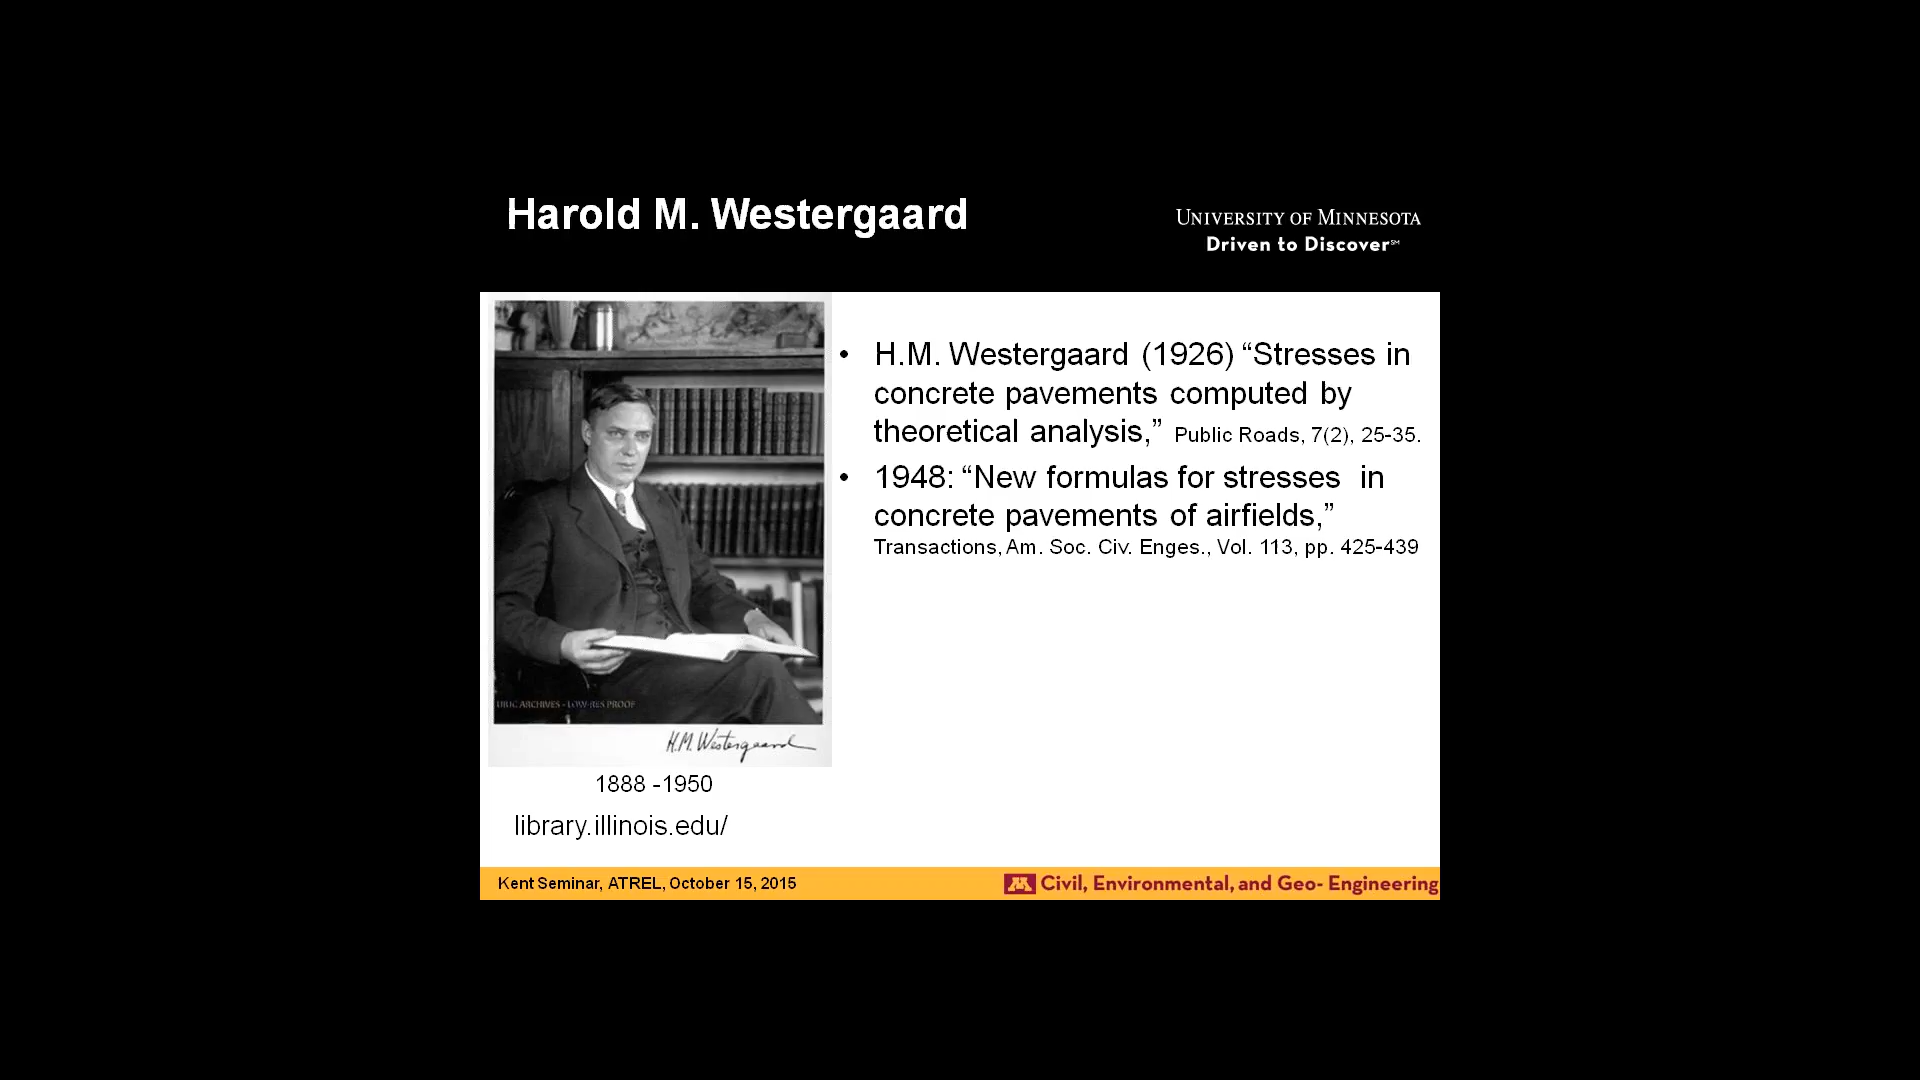 Harold M. Westergaard
UNIVERSITY OF MINNESOTA
Driven to Discover℠
• H.M. Westergaard (1926) “Stresses in
concrete pavements computed by
theoretical analysis,” Public Roads, 7(2), 25-35.
• 1948: “New formulas for stresses in
concrete pavements of airfields,”
Transactions, Am. Soc. Civ. Enges., Vol. 113, pp. 425-439
UIUC ARCHIVES - LOW-RES PROOF
H.M. Westergaard
1888 -1950
library.illinois.edu/
Kent Seminar, ATREL, October 15, 2015
M Civil, Environmental, and Geo- Engineering